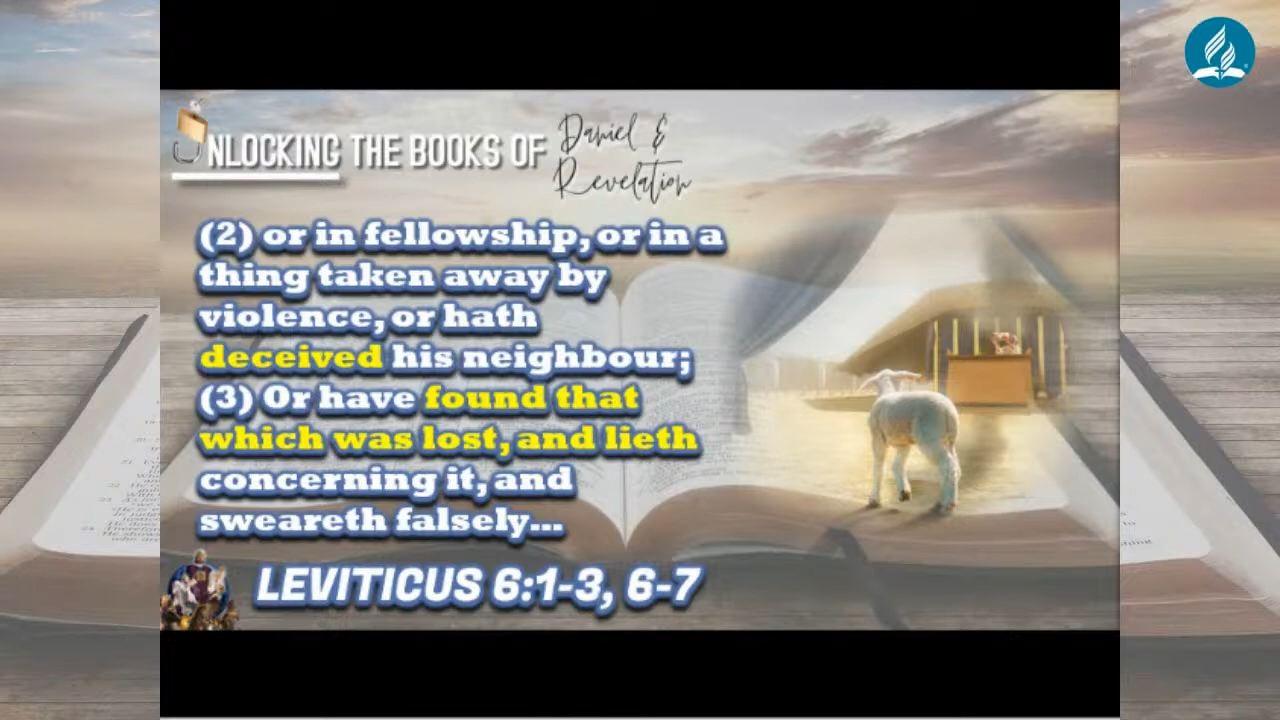 UNLOCKING THE BOOKS OF Daniel &
Revelation
(2) or in fellowship, or in a
thing taken away by
violence, or hath
deceived his neighbour;
(3) Or have found that
which was lost, and lieth
concerning it, and
sweareth falsely...
LEVITICUS 6:1-3, 6-7